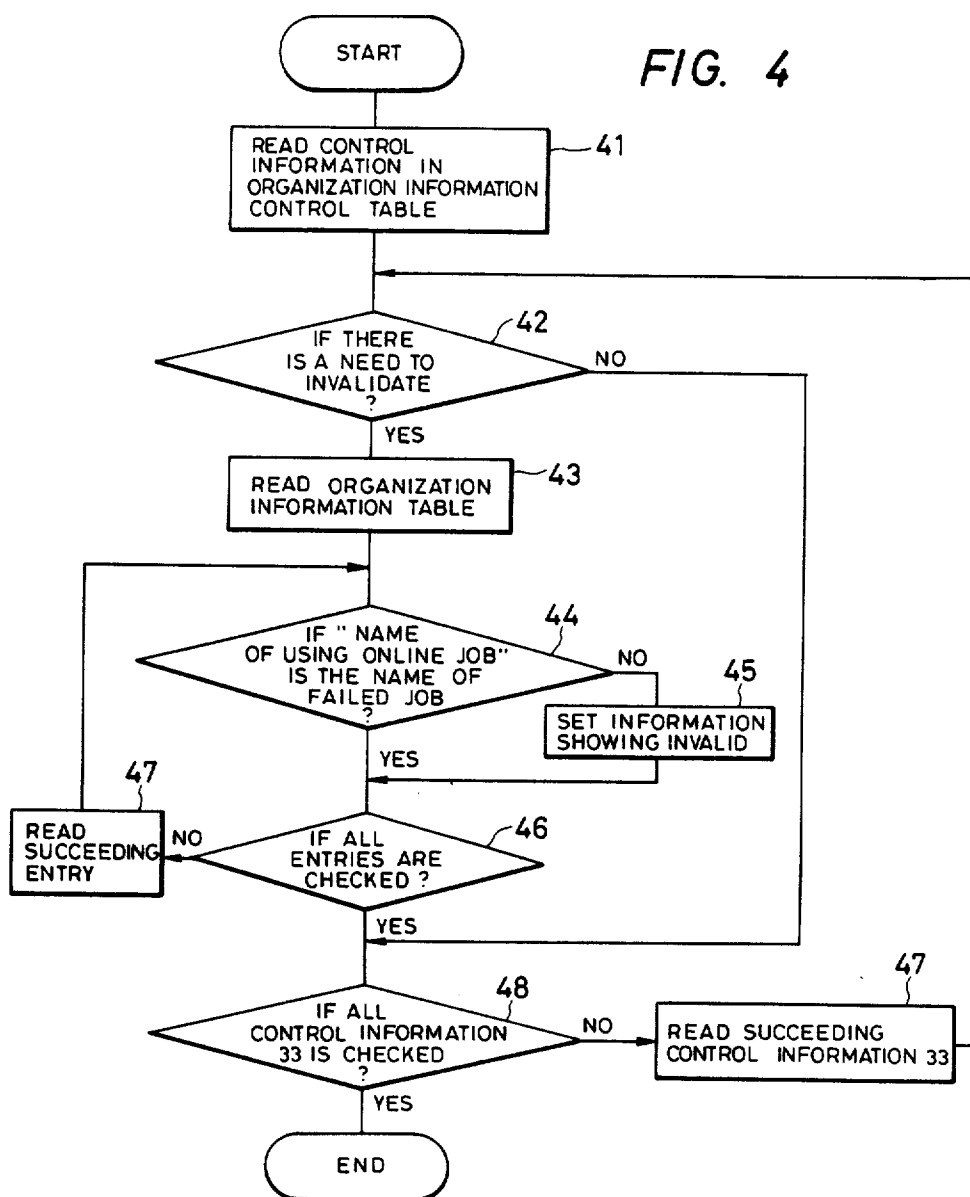 START
FIG. 4
READ CONTROL
INFORMATION IN
ORGANIZATION INFORMATION
CONTROL TABLE
41
IF THERE
IS A NEED TO
INVALIDATE
?
42
NO
YES
READ ORGANIZATION
INFORMATION TABLE
43
IF " NAME
OF USING ONLINE JOB"
IS THE NAME OF
FAILED JOB
?
44
NO
45
SET INFORMATION
SHOWING INVALID
YES
47
READ
SUCCEEDING
ENTRY
NO
IF ALL
ENTRIES ARE
CHECKED ?
46
YES
IF ALL
CONTROL INFORMATION
33 IS CHECKED
?
48
NO
47
READ SUCCEEDING
CONTROL INFORMATION 33
YES
END